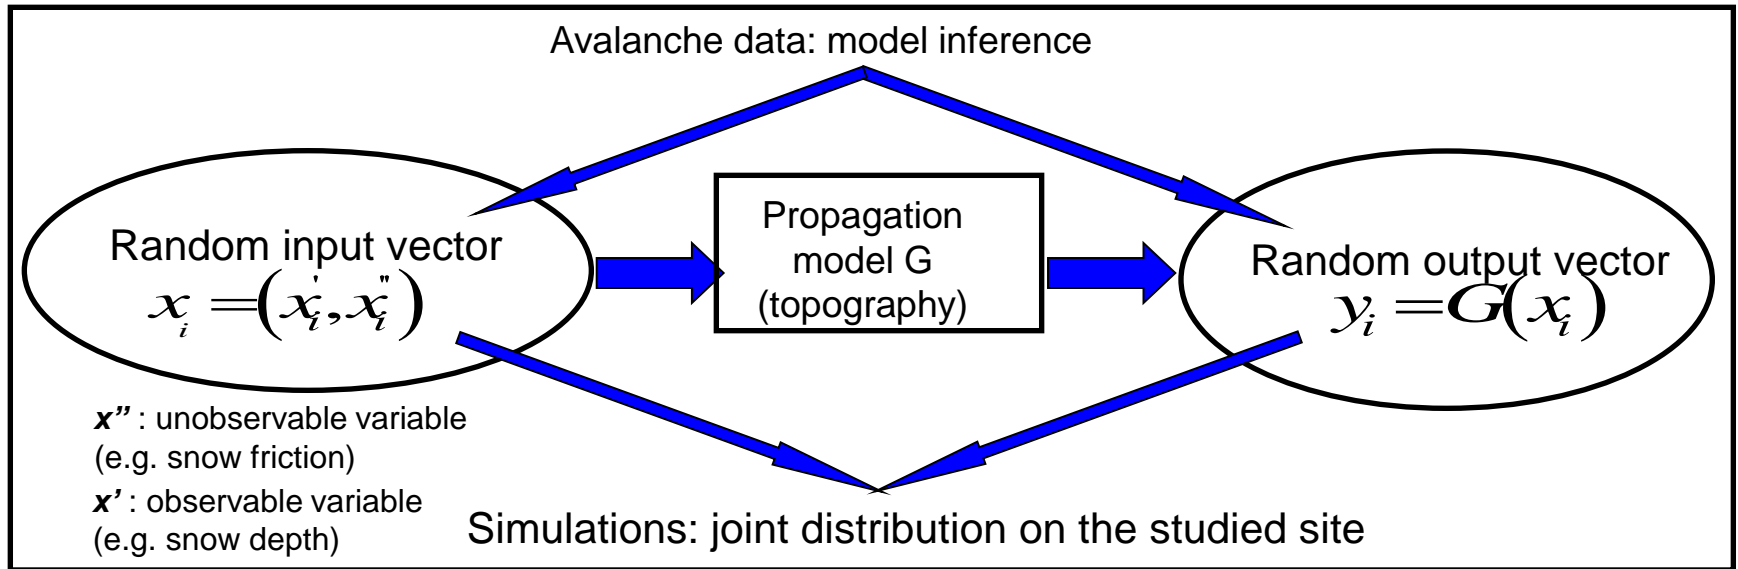 Avalanche data: model inference
Random input vector
x_i = (x'_i, x''_i)
Propagation
model G
(topography)
Random output vector
y_i = G(x_i)
x” : unobservable variable
(e.g. snow friction)
x’ : observable variable
(e.g. snow depth)
Simulations: joint distribution on the studied site